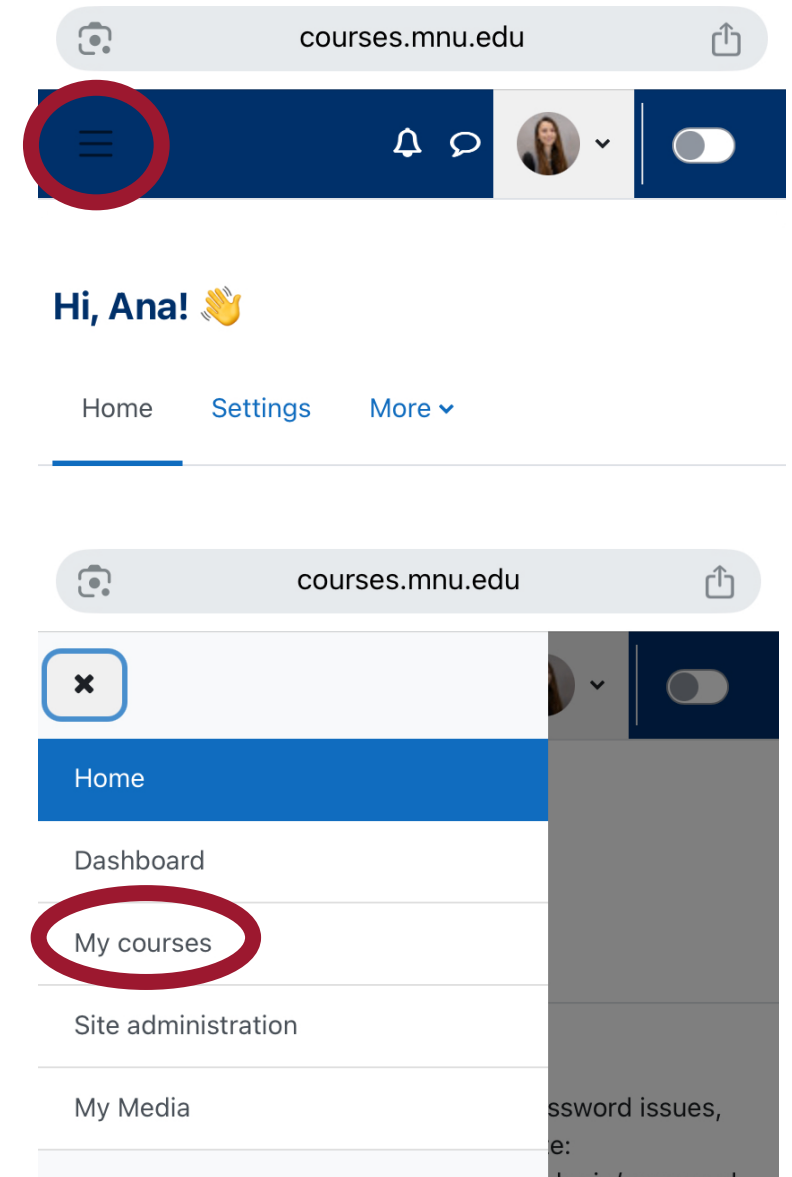 courses.mnu.edu
Hi, Ana! 👋
Home Settings More
courses.mnu.edu
Home
Dashboard
My courses
Site administration
My Media
ssword issues,
e: